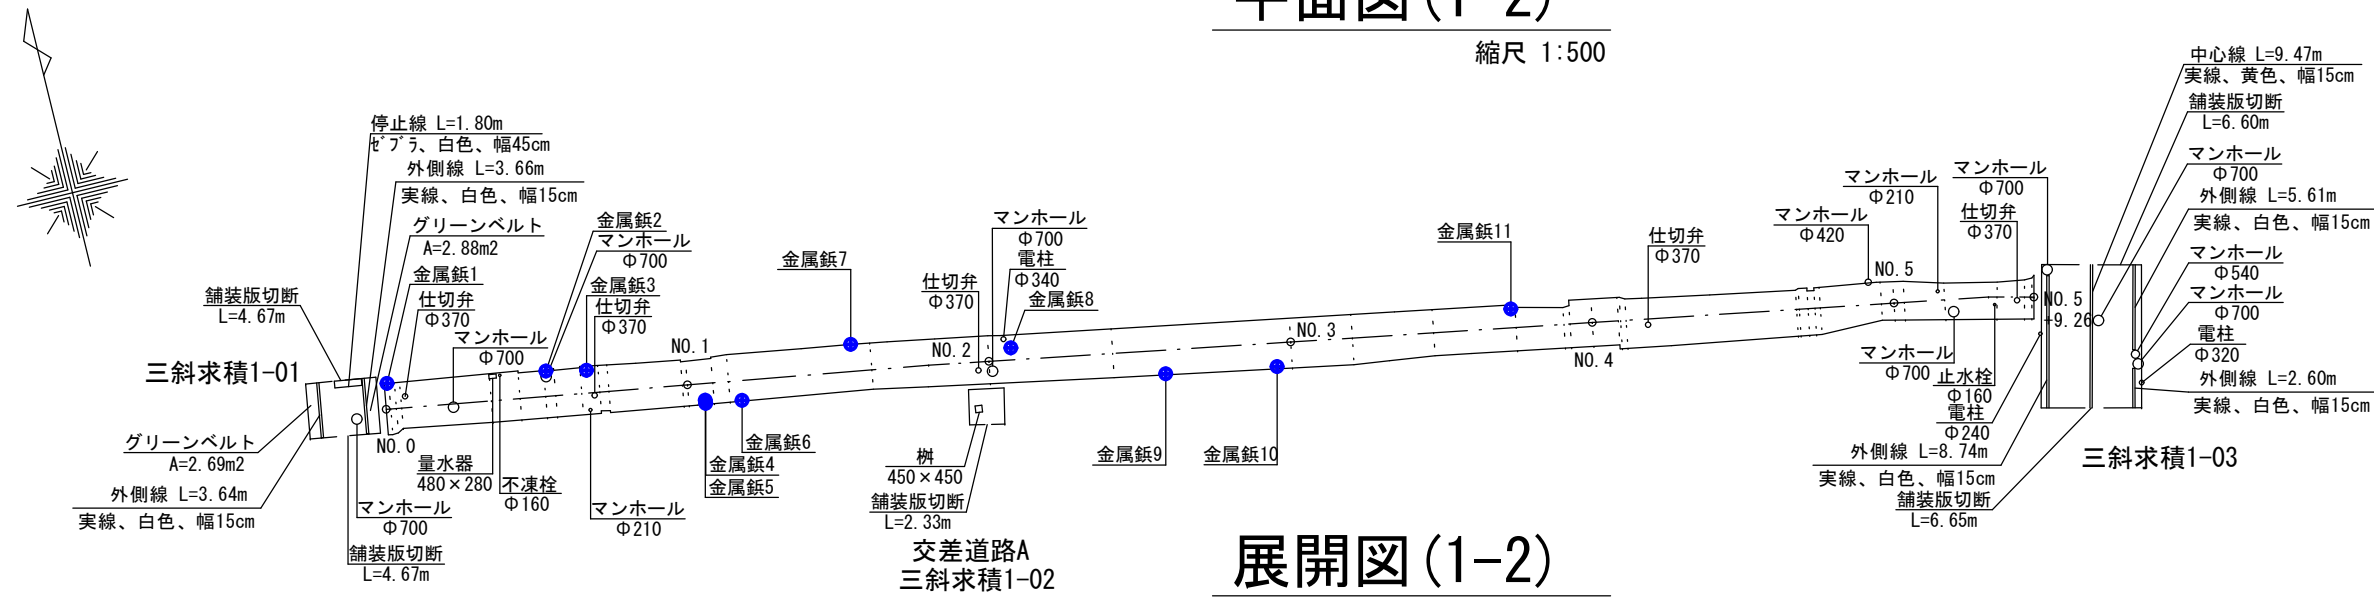 平面図(1-2)
縮尺 1:500
停止線 L=1.80m
ｾﾞﾌﾞﾗ、白色、幅45cm
外側線 L=3.66m
実線、白色、幅15cm
グリーンベルト
A=2.88m2
金属鋲1
仕切弁
Φ370
舗装版切断
L=4.67m
マンホール
Φ700
金属鋲2
マンホール
Φ700
金属鋲3
仕切弁
Φ370
NO.1
金属鋲7
仕切弁
Φ370
NO.2
マンホール
Φ700
電柱
Φ340
金属鋲8
NO.3
金属鋲11
仕切弁
Φ370
NO.4
マンホール
Φ420
マンホール
Φ210
NO.5
マンホール
Φ700
仕切弁
Φ370
NO.5
+9.26
中心線 L=9.47m
実線、黄色、幅15cm
舗装版切断
L=6.60m
マンホール
Φ700
外側線 L=5.61m
実線、白色、幅15cm
マンホール
Φ540
マンホール
Φ700
電柱
Φ320
外側線 L=2.60m
実線、白色、幅15cm
三斜求積1-01
グリーンベルト
A=2.69m2
外側線 L=3.64m
実線、白色、幅15cm
NO.0
マンホール
Φ700
舗装版切断
L=4.67m
量水器
480×280
不凍栓
Φ160
マンホール
Φ210
金属鋲6
金属鋲4
金属鋲5
桝
450×450
舗装版切断
L=2.33m
交差道路A
三斜求積1-02
金属鋲9
金属鋲10
マンホール
Φ700
止水栓
Φ160
電柱
Φ240
外側線 L=8.74m
実線、白色、幅15cm
舗装版切断
L=6.65m
三斜求積1-03
展開図(1-2)